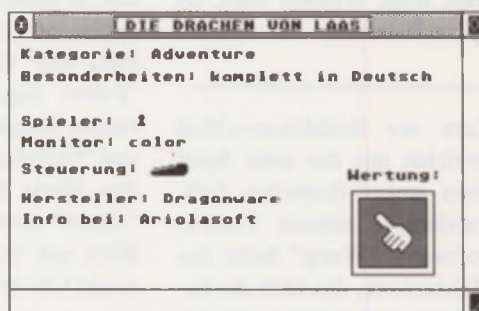 DIE DRACHEN VON LAAS
Kategorie: Adventure
Besonderheiten: komplett in Deutsch
Spieler: 1
Monitor: color
Steuerung:
Wertung:
Hersteller: Dragonware
Info bei: Ariolasoft